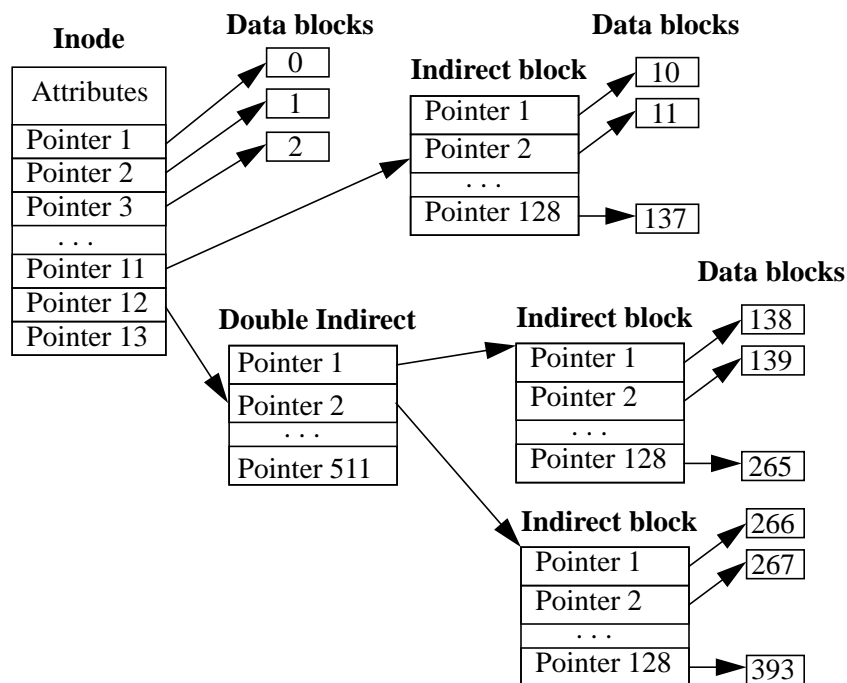 Inode
Attributes
Pointer 1
Pointer 2
Pointer 3
. . .
Pointer 11
Pointer 12
Pointer 13
Data blocks
0
1
2
Indirect block
Pointer 1
Pointer 2
. . .
Pointer 128
Data blocks
10
11
137
Double Indirect
Pointer 1
Pointer 2
. . .
Pointer 511
Indirect block
Pointer 1
Pointer 2
. . .
Pointer 128
Data blocks
138
139
265
Indirect block
Pointer 1
Pointer 2
. . .
Pointer 128
266
267
393